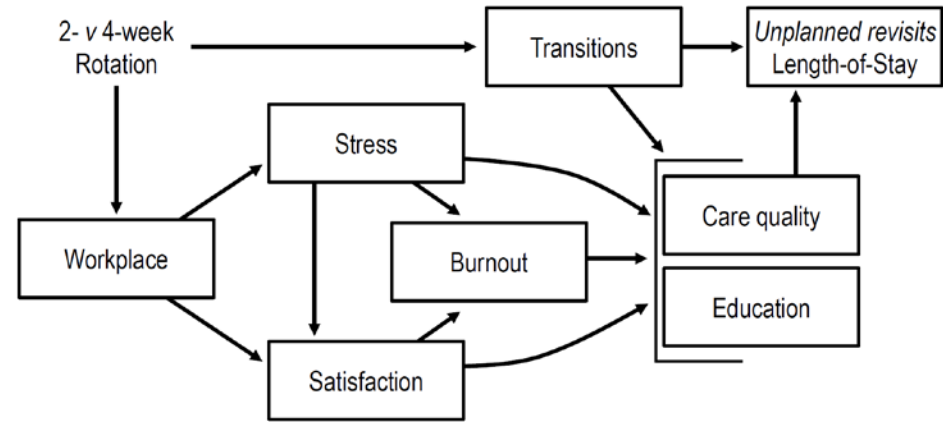 2- v 4-week
Rotation
Transitions
Unplanned revisits
Length-of-Stay
Stress
Workplace
Burnout
Care quality
Education
Satisfaction